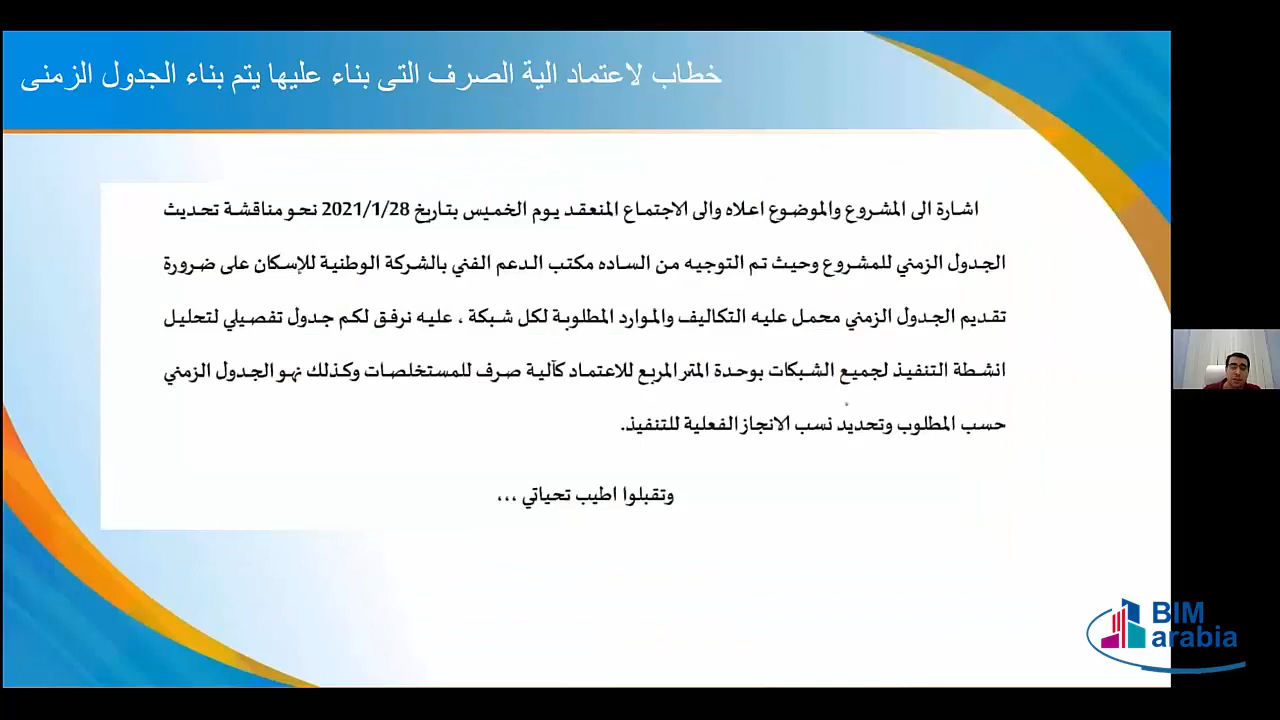 خطاب لاعتماد الية الصرف التى بناء عليها يتم بناء الجدول الزمنى
اشارة الى المشروع والموضوع اعلاه والى الاجتماع المنعقد يوم الخميس بتاريخ 2021/1/28 نحو مناقشة تحديث
الجدول الزمني للمشروع وحيث تم التوجيه من الساده مكتب الدعم الفني بالشركة الوطنية للإسكان على ضرورة
تقديم الجدول الزمني محمل عليه التكاليف والموارد المطلوبة لكل شبكة ، عليه نرفق لكم جدول تفصيلي لتحليل
انشطة التنفيذ لجميع الشبكات بوحدة المتر المربع للاعتماد كآلية صرف للمستخلصات وكذلك نهو الجدول الزمني
حسب المطلوب وتحديد نسب الانجاز الفعلية للتنفيذ.
وتقبلوا اطيب تحياتي ،،،
BIM
arabia